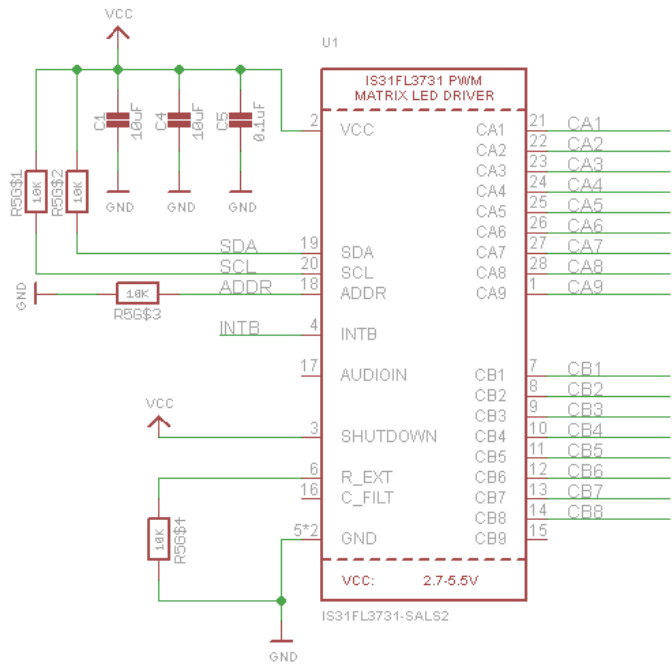 VCC
U1
IS31FL3731 PWM
MATRIX LED DRIVER
C1
10uF
C4
10uF
C5
0.1uF
GND
GND
GND
R5G$1
10K
R5G$2
10K
2
VCC
SDA
19
SDA
SCL
20
SCL
GND
10K
R5G$3
ADDR
18
ADDR
INTB
4
INTB
17
AUDIOIN
VCC
3
SHUTDOWN
6
R_EXT
16
C_FILT
10K
R5G$4
5*2
GND
GND
CA1
21
CA1
CA2
22
CA2
CA3
23
CA3
CA4
24
CA4
CA5
25
CA5
CA6
26
CA6
CA7
27
CA7
CA8
28
CA8
CA9
1
CA9
CB1
7
CB1
CB2
8
CB2
CB3
9
CB3
CB4
10
CB4
CB5
11
CB5
CB6
12
CB6
CB7
13
CB7
CB8
14
CB8
CB9
15
VCC: 2.7-5.5V
IS31FL3731-SALS2